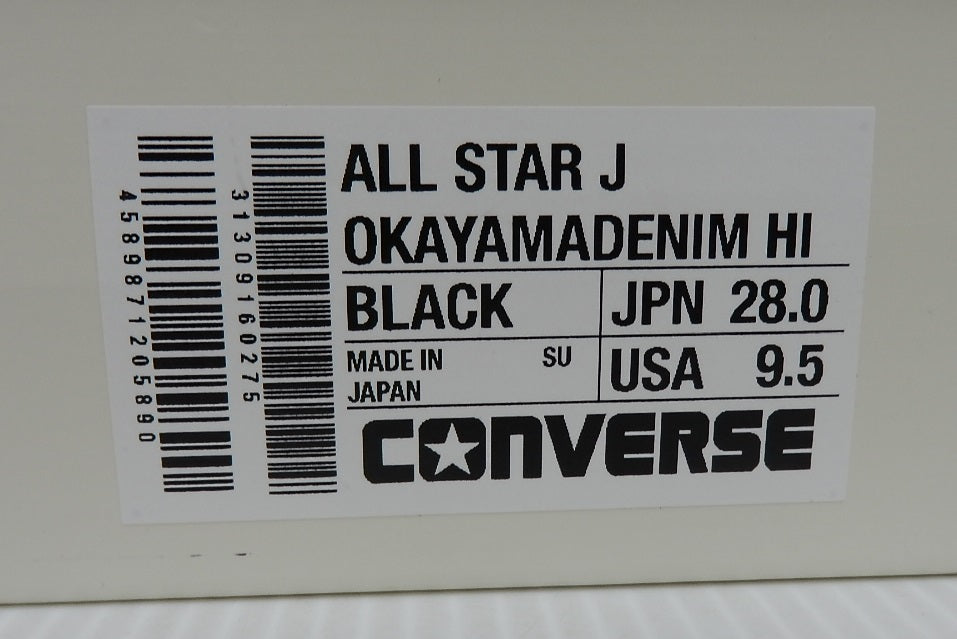 ALL STAR J
OKAYAMADENIM HI
BLACK JPN 28.0
MADE IN SU USA 9.5
JAPAN
CONVERSE
4589871205890
31309160275